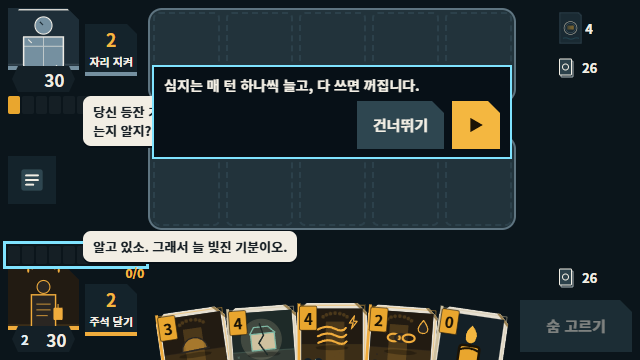 2
자리 지켜
30
4
26
심지는 매 턴 하나씩 늘고, 다 쓰면 꺼집니다.
당신 등잔
는지 알지?
건너뛰기
알고 있소. 그래서 늘 빚진 기분이오.
0/0
2
주석 달기
2
30
26
3
4
4
2
0
숨 고르기